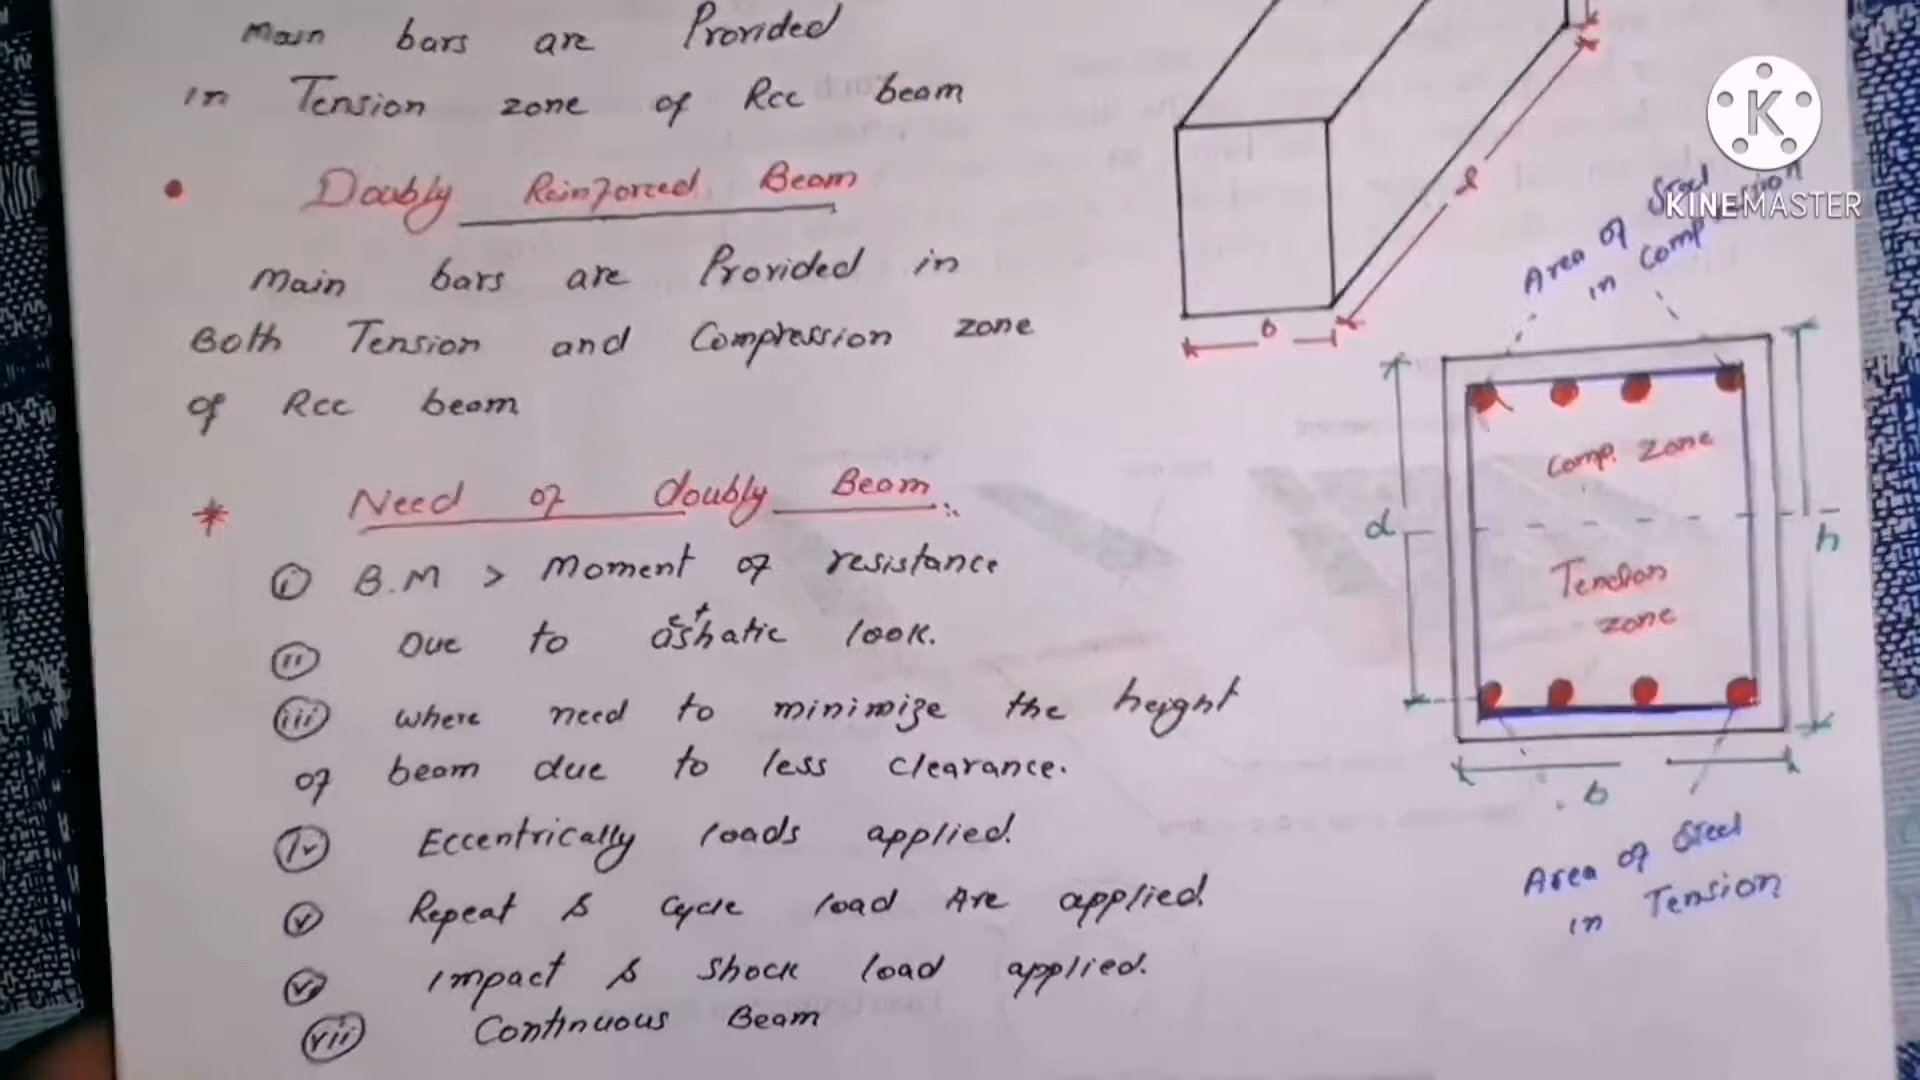 main bars are Provided
in Tension zone of Rcc beam
• Doubly Reinforced Beam
main bars are Provided in
Both Tension and Compression zone
of Rcc beam
* Need of doubly Beam:
(i) B.M > Moment of resistance
(ii) Due to look.
(iii) where need to minimize the height
of beam due to less clearance.
(iv) Eccentrically loads applied.
(v) Repeat & Cycle load Are applied.
Impact & Shock load applied.
(vii) Continuous Beam
l
b
K
KINEMASTER
Area of Steel
in Compression
Comp. zone
d
h
Tension
zone
b
Area of Steel
in Tension